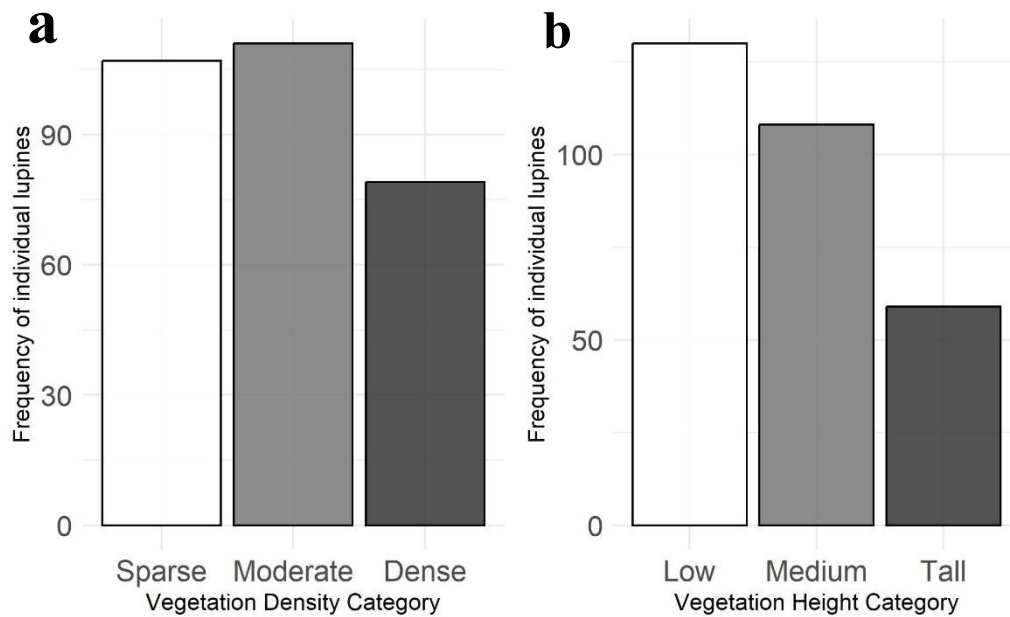 a
Frequency of individual lupines
90
60
30
0
Sparse Moderate Dense
Vegetation Density Category
b
Frequency of individual lupines
100
50
0
Low Medium Tall
Vegetation Height Category